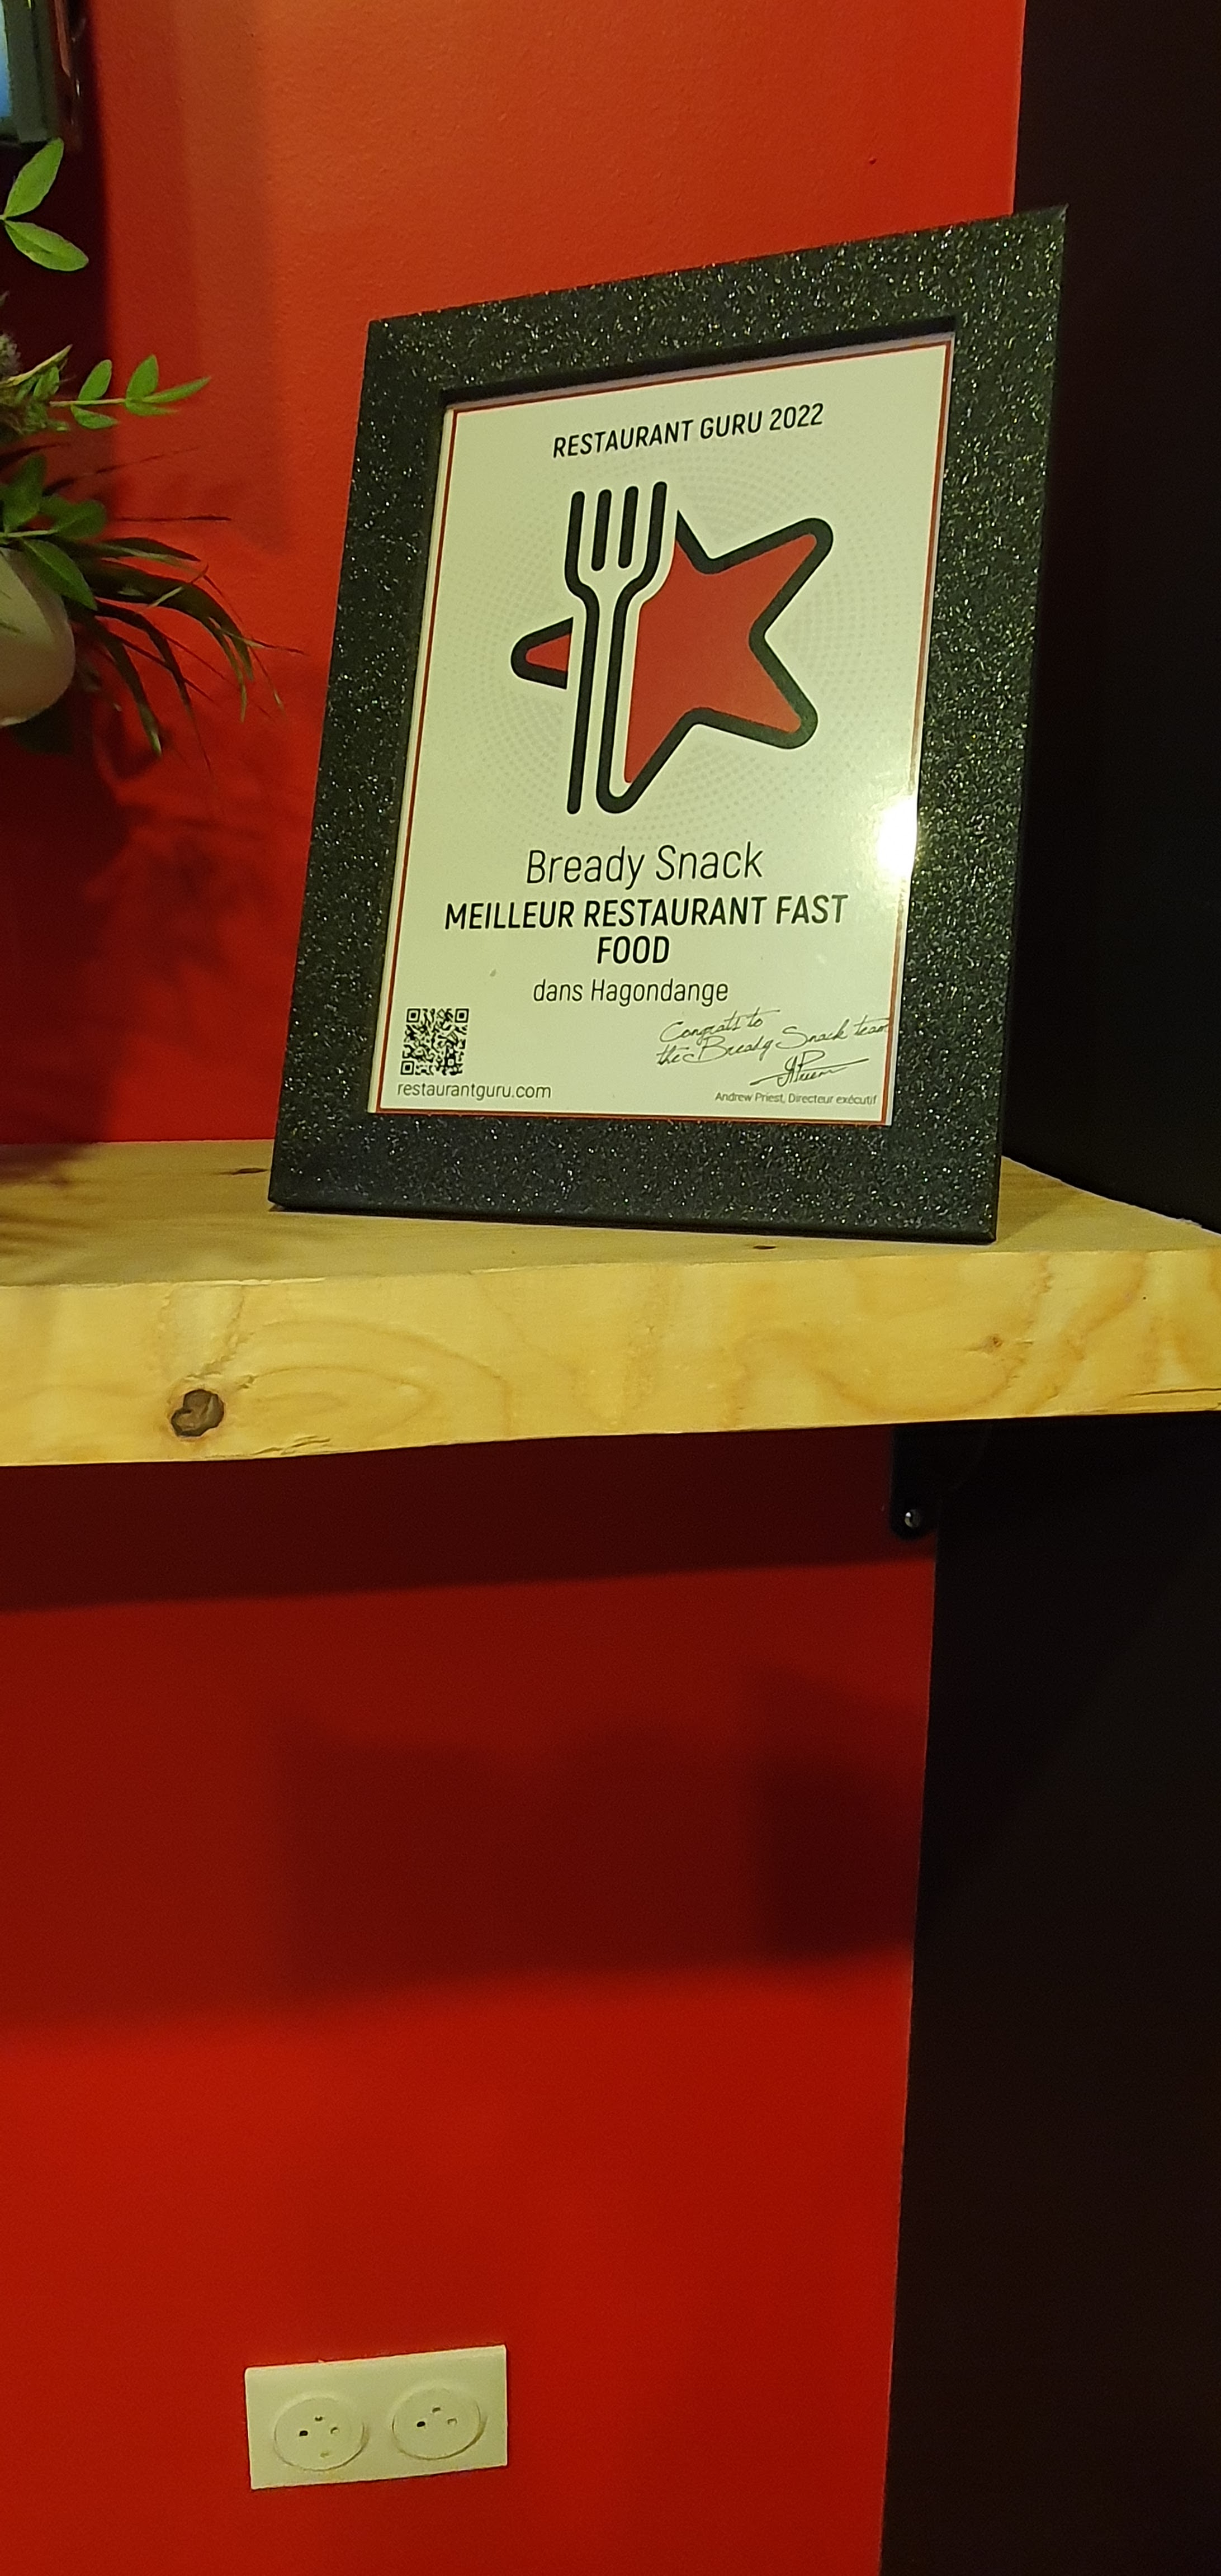 RESTAURANT GURU 2022
Bready Snack
MEILLEUR RESTAURANT FAST
FOOD
dans Hagondange
Congrats to
the Bready Snack team
restaurantguru.com
Andrew Priest, Directeur exécutif